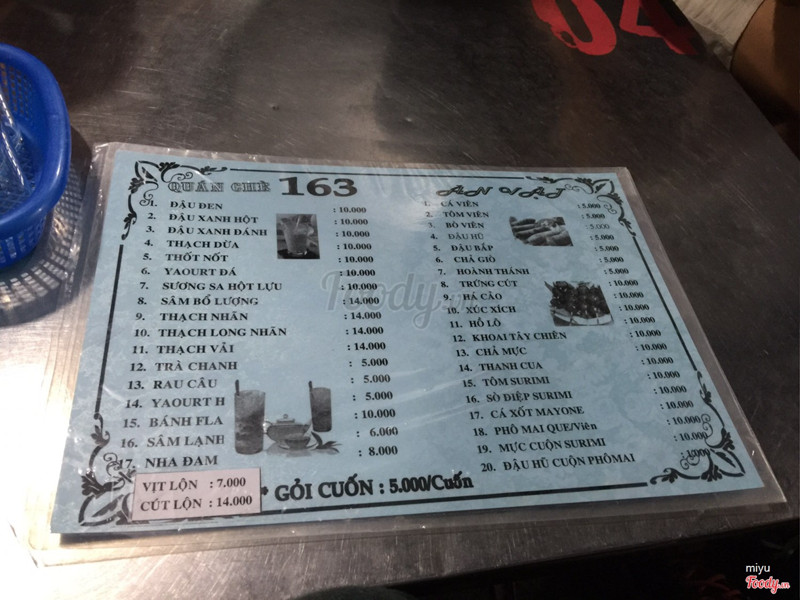 04
QUÁN CHÈ 163
1. ĐẬU ĐEN : 10.000
2. ĐẬU XANH HỘT : 10.000
3. ĐẬU XANH ĐÁNH : 10.000
4. THẠCH DỪA : 10.000
5. THỐT NỐT : 10.000
6. YAOURT ĐÁ : 10.000
7. SƯƠNG SA HỘT LỰU : 10.000
8. SÂM BỔ LƯỢNG : 14.000
9. THẠCH NHÃN : 14.000
10. THẠCH LONG NHÃN : 14.000
11. THẠCH VẢI : 14.000
12. TRÀ CHANH : 5.000
13. RAU CÂU : 5.000
14. YAOURT H : 5.000
15. BÁNH FLA : 10.000
16. SÂM LẠNH : 6.000
17. NHA ĐAM : 8.000
VỊT LỘN : 7.000
CÚT LỘN : 14.000
ĂN VẶT
1. CÁ VIÊN : 5.000
2. TÔM VIÊN : 5.000
3. BÒ VIÊN : 5.000
4. ĐẬU HŨ : 5.000
5. ĐẬU BẮP : 5.000
6. CHẢ GIÒ : 5.000
7. HOÀNH THÁNH : 5.000
8. TRỨNG CÚT : 10.000
9. HÁ CẢO : 10.000
10. XÚC XÍCH : 10.000
11. HỒ LÔ : 10.000
12. KHOAI TÂY CHIÊN : 10.000
13. CHẢ MỰC : 10.000
14. THANH CUA : 10.000
15. TÔM SURIMI : 10.000
16. SÒ ĐIỆP SURIMI : 10.000
17. CÁ XỐT MAYONE : 10.000
18. PHÔ MAI QUE/Viên : 10.000
19. MỰC CUỘN SURIMI : 10.000
20. ĐẬU HŨ CUỘN PHÔMAI
GỎI CUỐN : 5.000/Cuốn
Foody.vn
miyu
Foody.vn